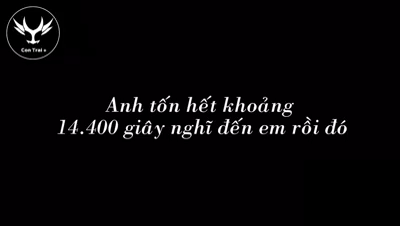 Con Trai +
Anh tốn hết khoảng
14.400 giây nghĩ đến em rồi đó